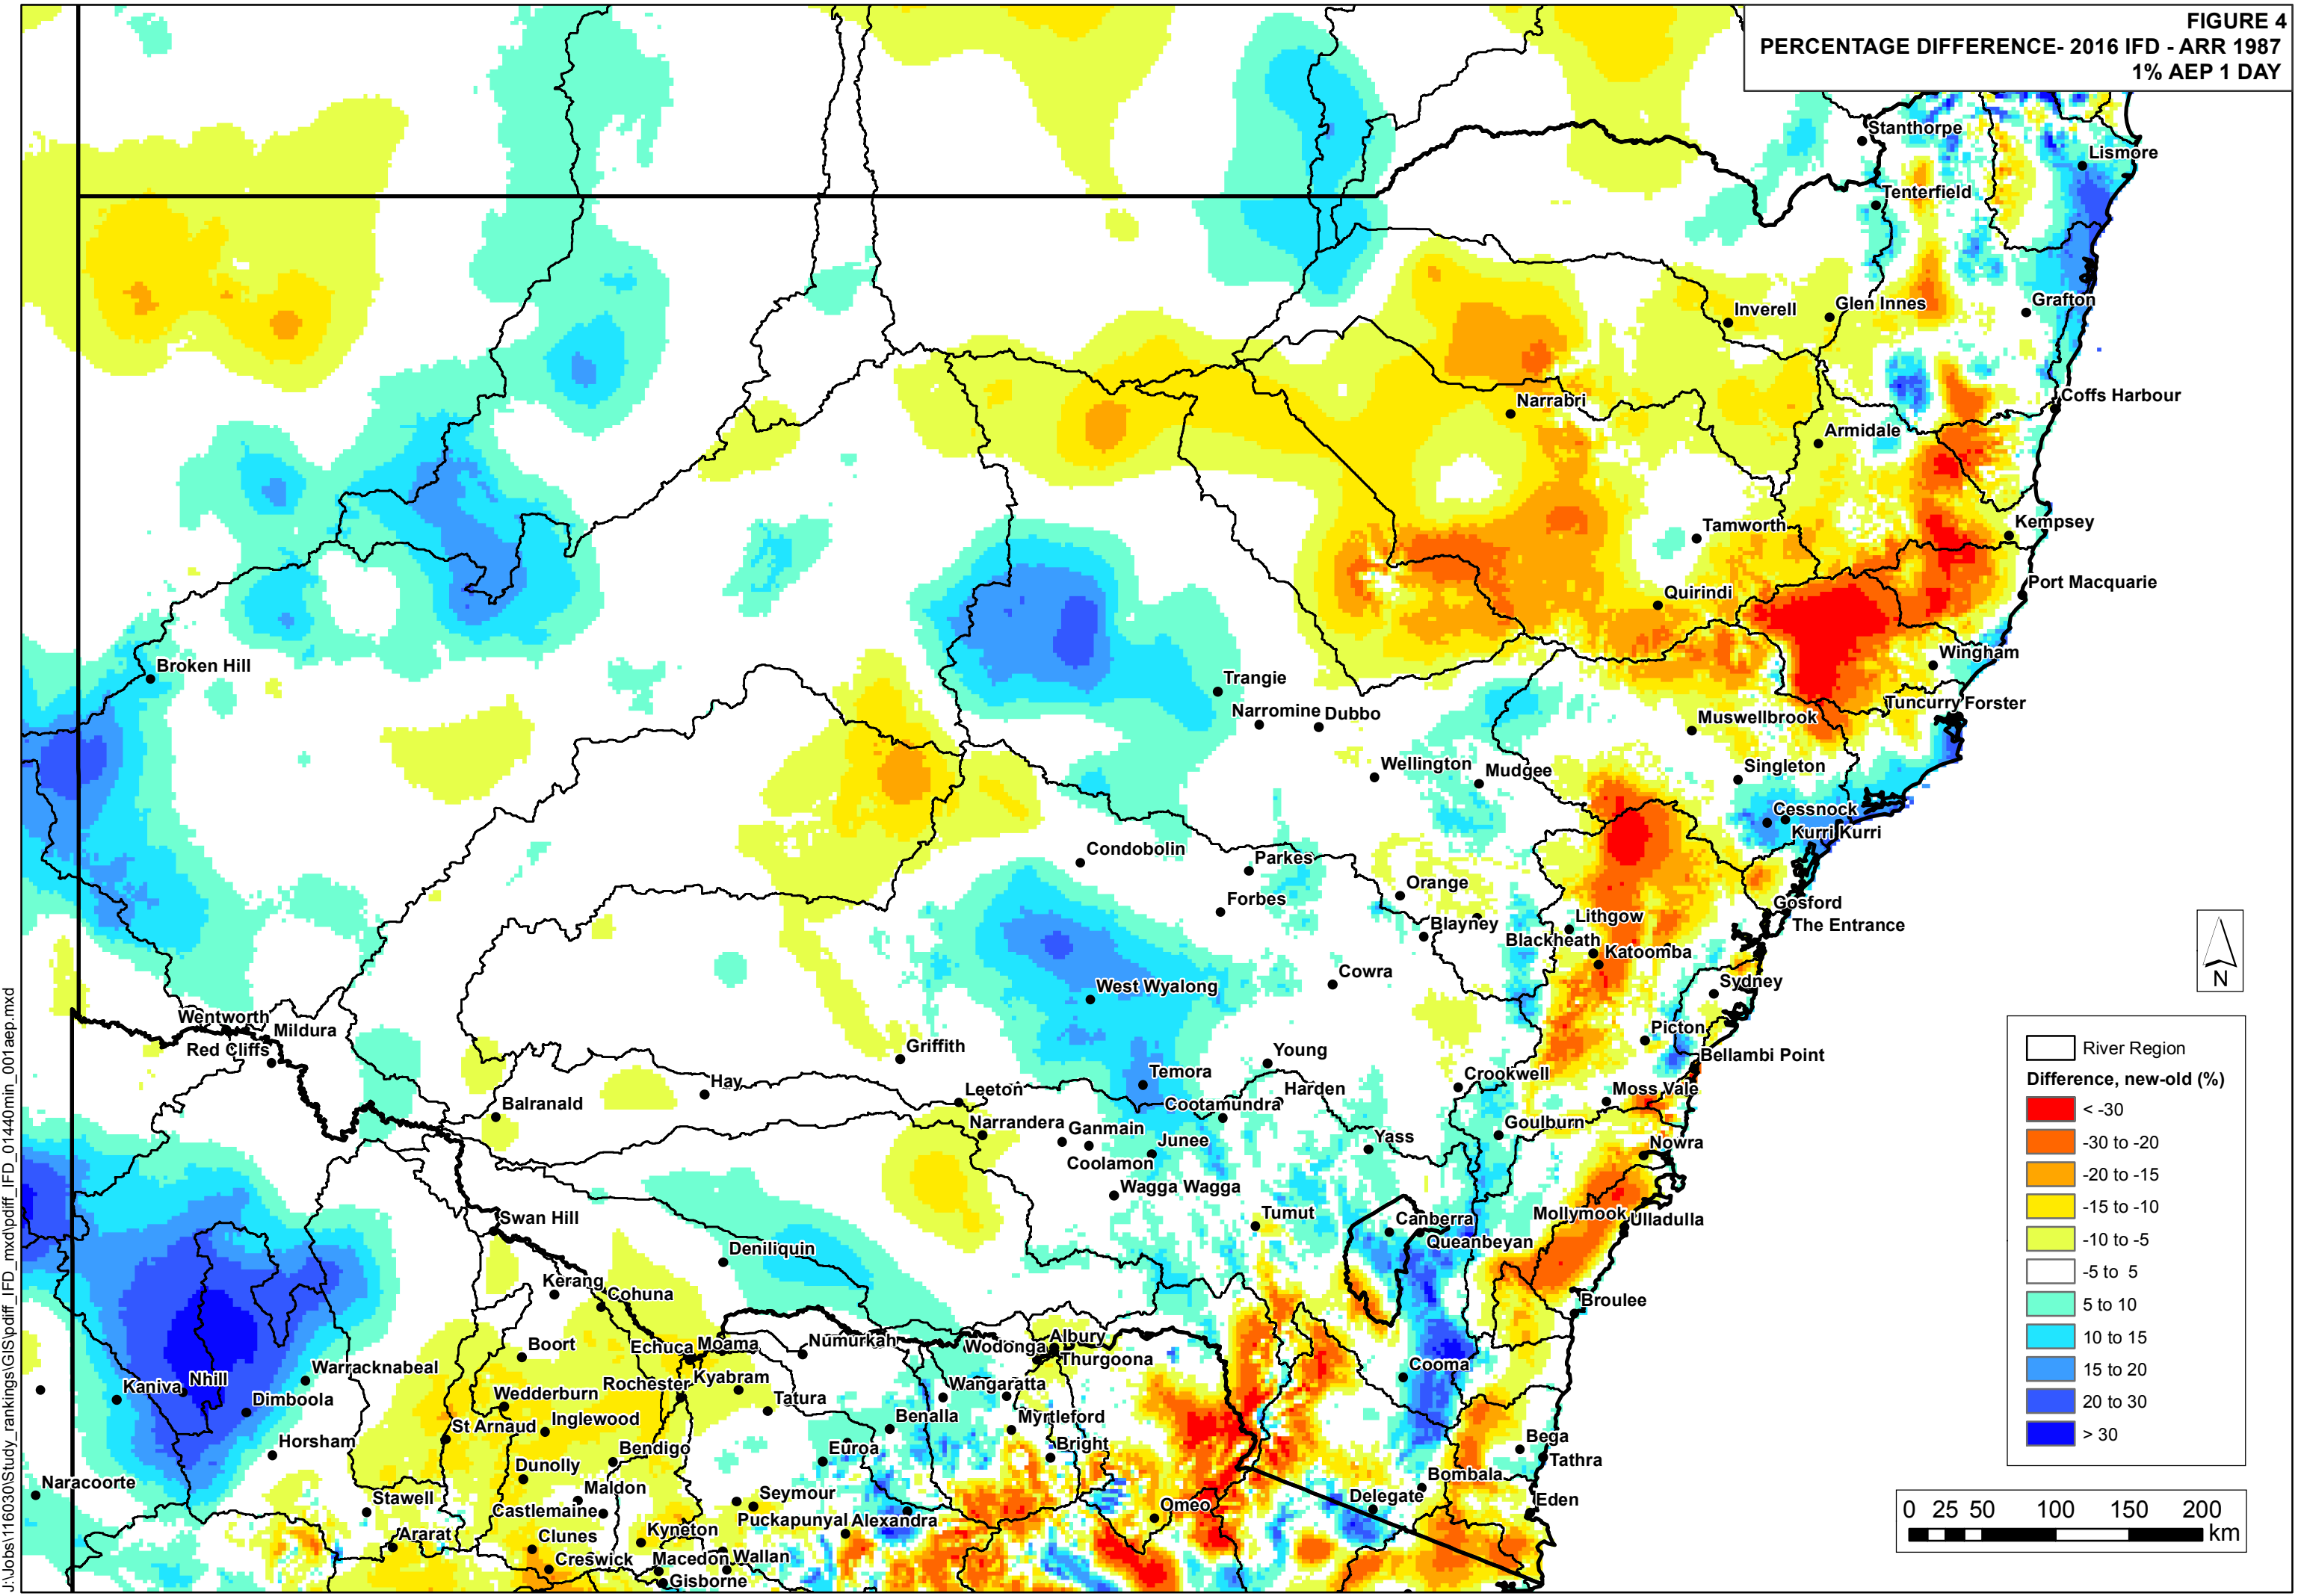 FIGURE 4
PERCENTAGE DIFFERENCE- 2016 IFD - ARR 1987
1% AEP 1 DAY
Stanthorpe
Lismore
Tenterfield
Inverell
Glen Innes
Grafton
Narrabri
Coffs Harbour
Armidale
Tamworth
Kempsey
Quirindi
Port Macquarie
Broken Hill
Wingham
Trangie
Tuncurry Forster
Narromine
Dubbo
Muswellbrook
Wellington
Mudgee
Singleton
Cessnock
Kurri Kurri
Condobolin
Parkes
Orange
Forbes
Gosford
Lithgow
The Entrance
Blayney
Blackheath
Katoomba
Cowra
Sydney
West Wyalong
Wentworth
Mildura
Picton
Red Cliffs
Griffith
Young
Bellambi Point
Temora
Crookwell
Hay
Leeton
Harden
Moss Vale
Balranald
Cootamundra
Narrandera
Ganmain
Goulburn
Junee
Yass
Nowra
Coolamon
Wagga Wagga
Tumut
Swan Hill
Canberra
Mollymook
Ulladulla
Queanbeyan
Deniliquin
Kerang
Cohuna
Broulee
Albury
Boort
Echuca
Moama
Numurkah
Wodonga
Thurgoona
Warracknabeal
Cooma
Kaniva
Nhill
Rochester
Kyabram
Wangaratta
Dimboola
Wedderburn
Tatura
Inglewood
Benalla
Myrtleford
St Arnaud
Horsham
Bendigo
Euroa
Bright
Bega
Dunolly
Tathra
Naracoorte
Maldon
Bombala
Stawell
Castlemaine
Seymour
Delegate
Eden
Omeo
Puckapunyal
Alexandra
Ararat
Clunes
Kyneton
Creswick
Macedon
Wallan
Gisborne
N
River Region
Difference, new-old (%)
< -30
-30 to -20
-20 to -15
-15 to -10
-10 to -5
-5 to 5
5 to 10
10 to 15
15 to 20
20 to 30
> 30
0 25 50 100 150 200
km
J:\Jobs\116030\Study_rankings\GIS\pdiff_IFD_mxd\pdiff_IFD_01440min_001aep.mxd